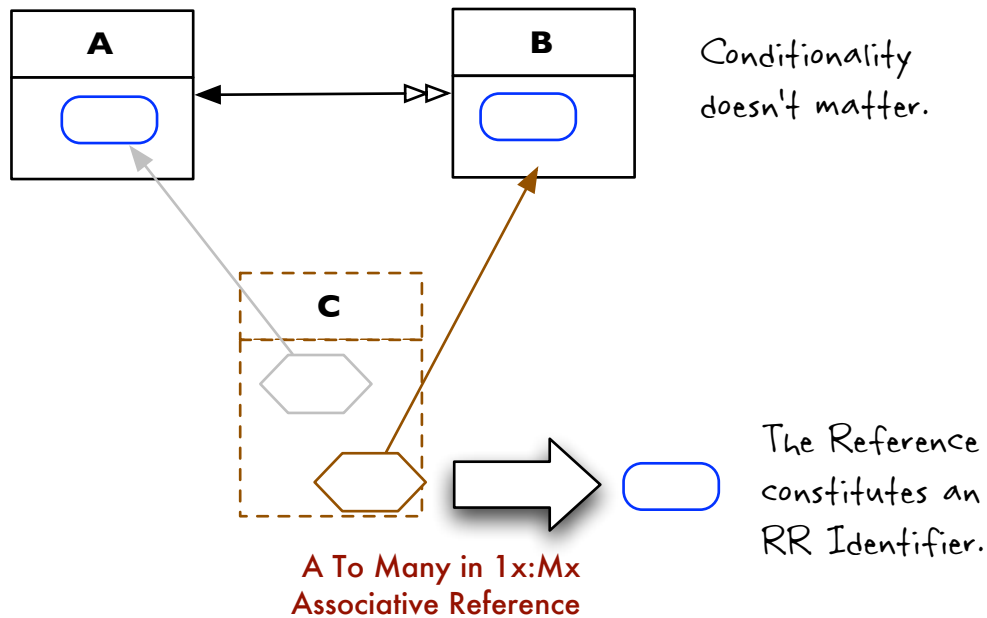 A
B
Conditionality
doesn't matter.
C
The Reference
constitutes an
RR Identifier.
A To Many in 1x:Mx
Associative Reference